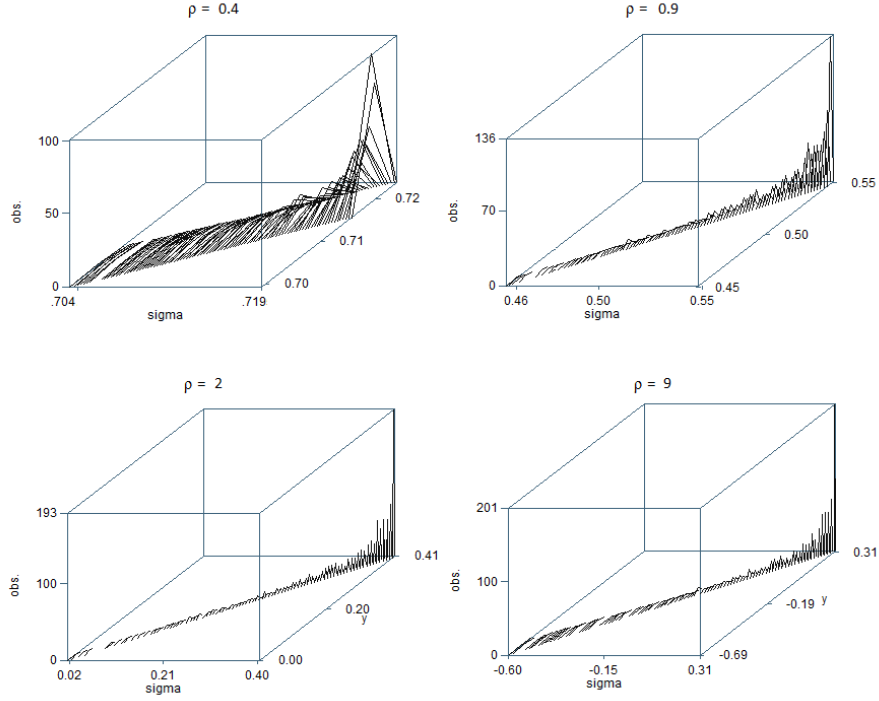 ρ = 0.4
100
50
0
obs.
.704
.719
sigma
0.70
0.71
0.72
ρ = 0.9
136
70
0
obs.
0.46
0.50
0.55
sigma
0.45
0.50
0.55
ρ = 2
193
100
0
obs.
0.02
0.21
0.40
sigma
0.00
0.20
y
0.41
ρ = 9
201
100
0
obs.
-0.60
-0.15
0.31
sigma
-0.69
-0.19
y
0.31